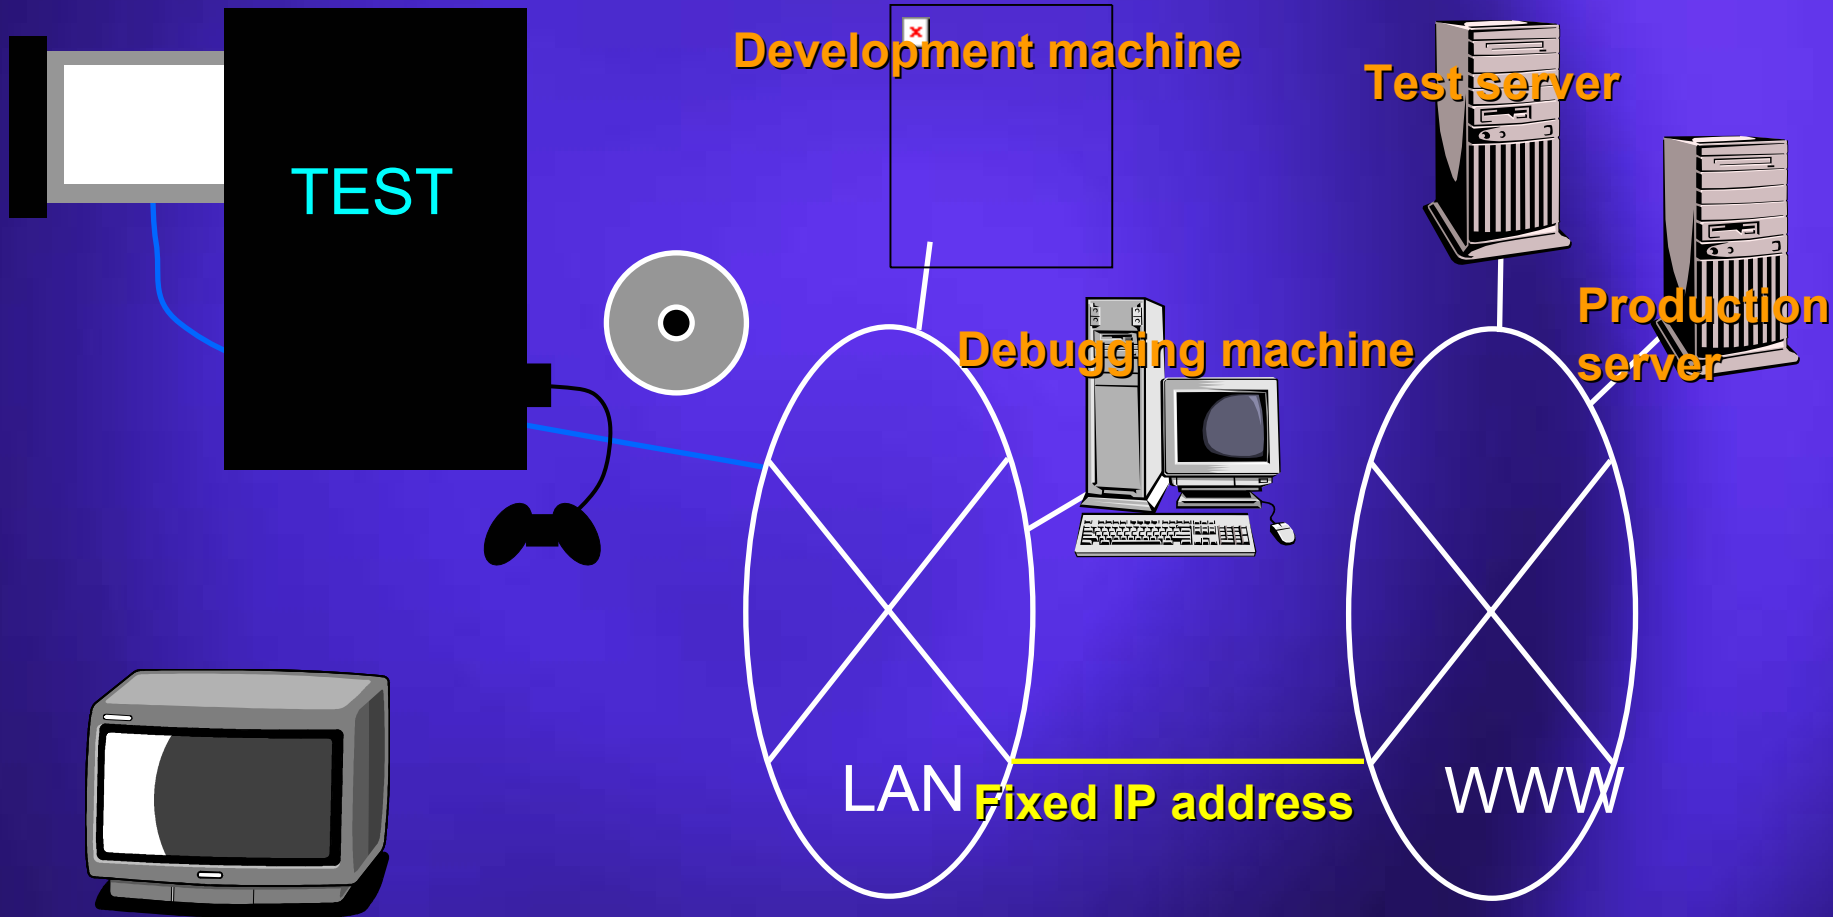 Development machine
Test server
TEST
Production
server
Debugging machine
LAN
Fixed IP address
WWW